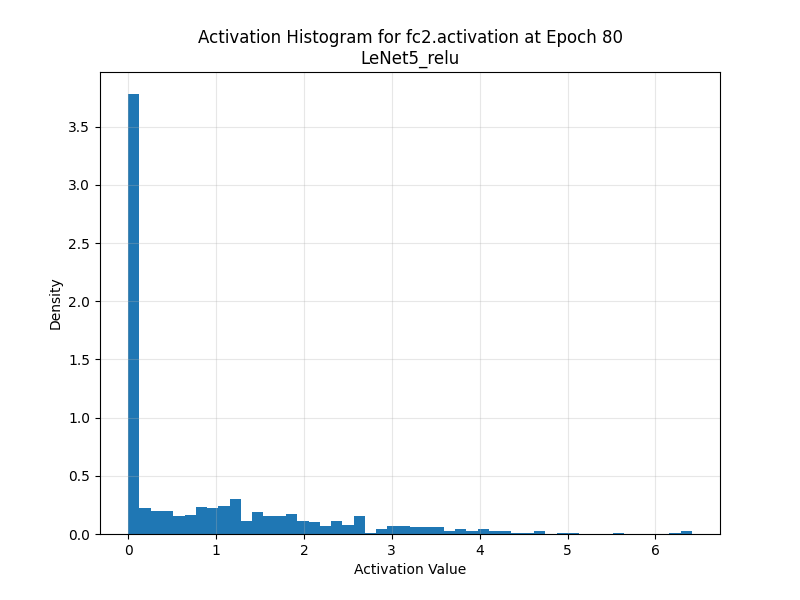 Activation Histogram for fc2.activation at Epoch 80
LeNet5_relu
3.5
3.0
2.5
2.0
1.5
1.0
0.5
0.0
Density
0 1 2 3 4 5 6
Activation Value